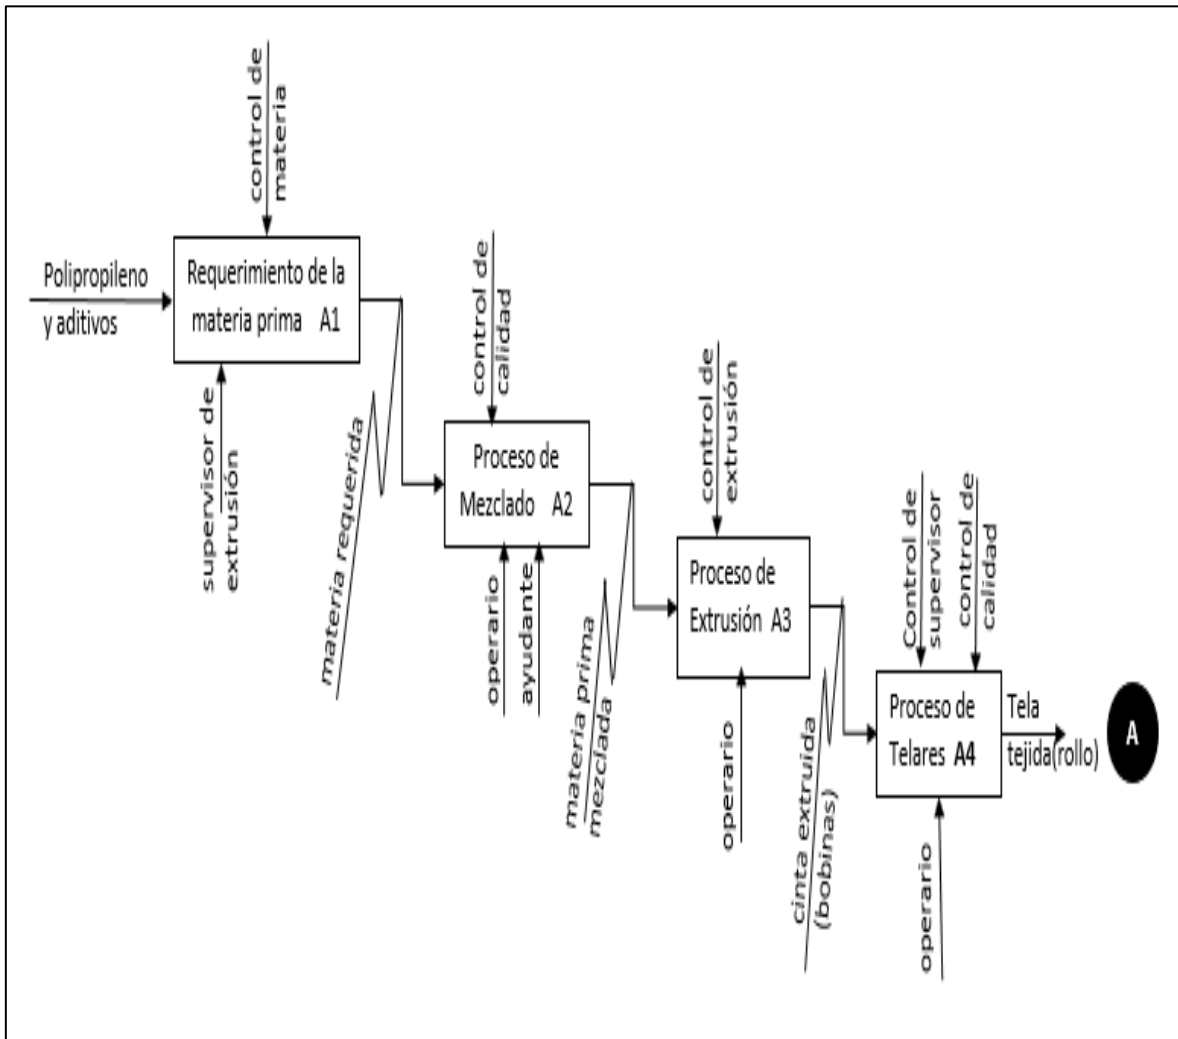 control de
materia
Polipropileno
y aditivos
Requerimiento de la
materia prima A1
supervisor de
extrusión
materia requerida
control de
calidad
Proceso de
Mezclado A2
operario
ayudante
materia prima
mezclada
control de
extrusión
Proceso de
Extrusión A3
operario
cinta extruida
(bobinas)
Control de
supervisor
control de
calidad
Proceso de
Telares A4
operario
Tela
tejida(rollo)
A